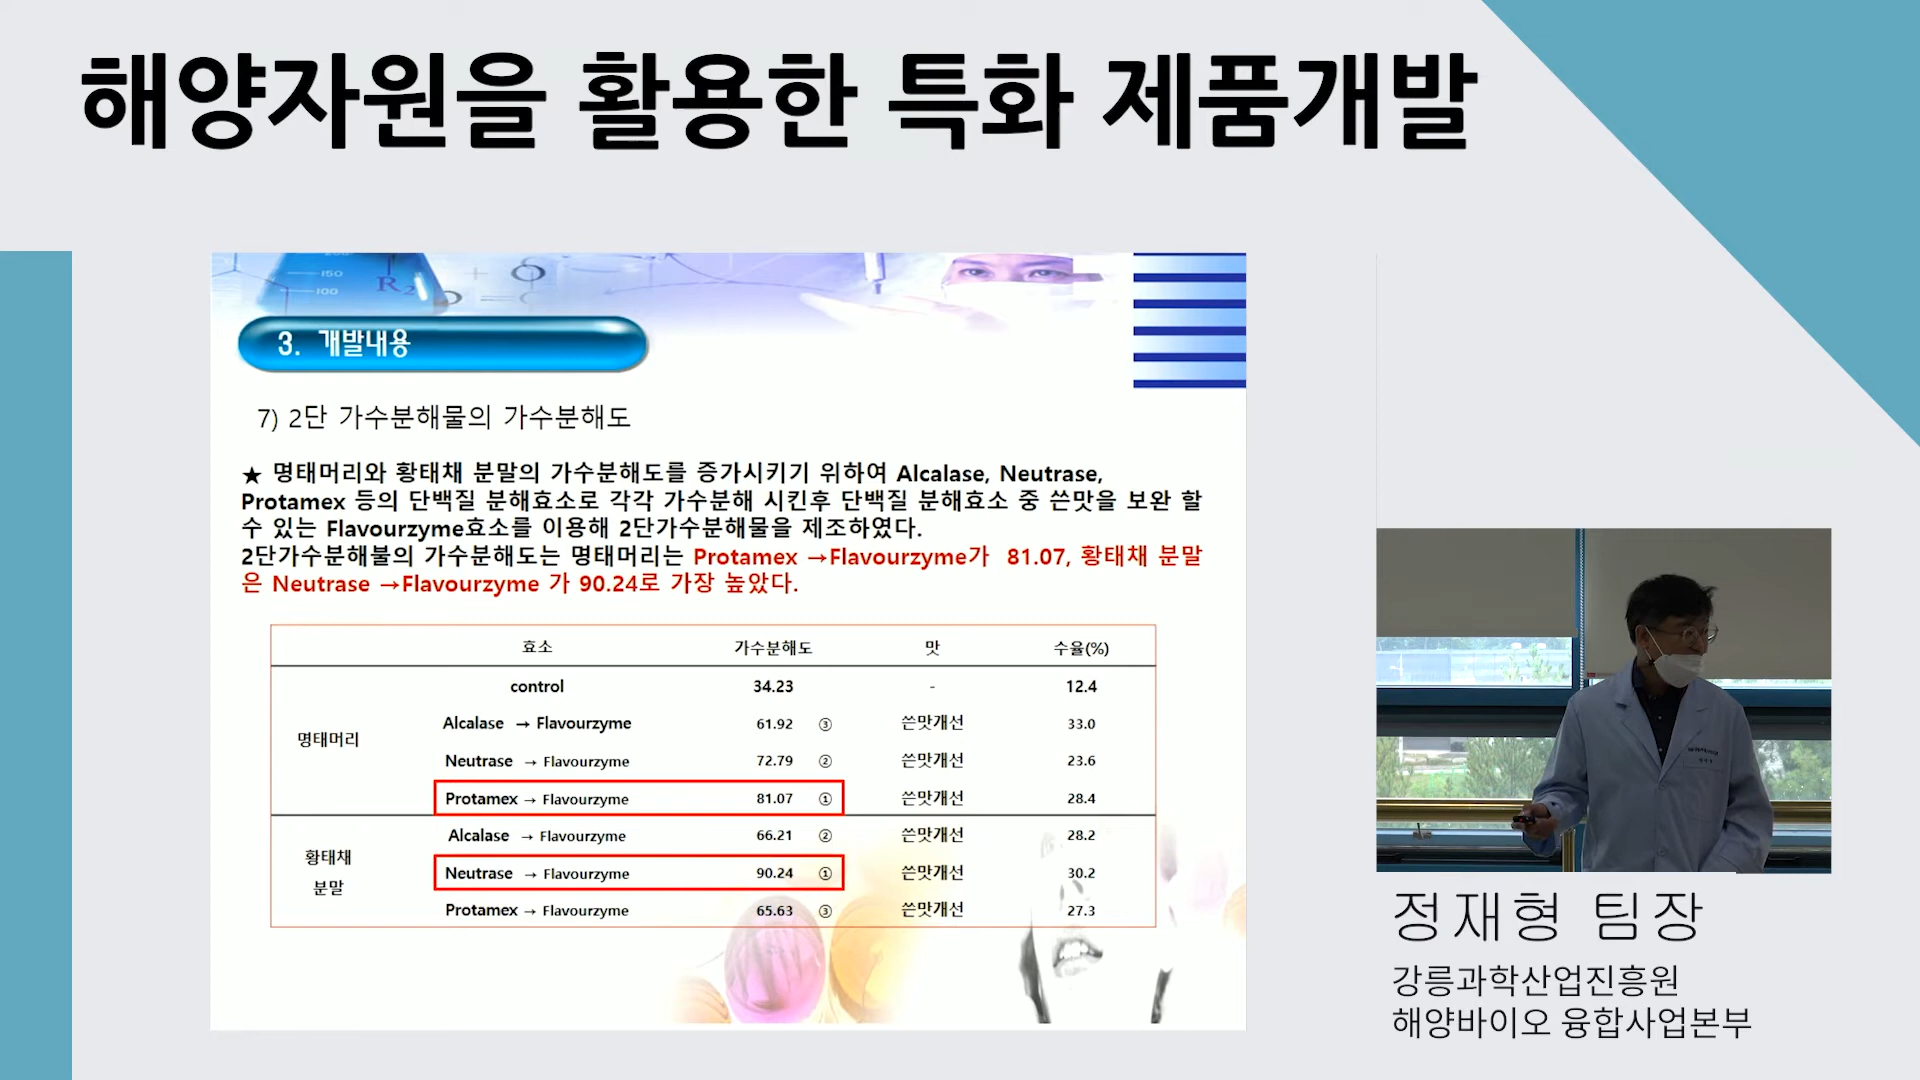 해양자원을 활용한 특화 제품개발
150
100
R₂
3. 개발내용
7) 2단 가수분해물의 가수분해도
★ 명태머리와 황태채 분말의 가수분해도를 증가시키기 위하여 Alcalase, Neutrase,
Protamex 등의 단백질 분해효소로 각각 가수분해 시킨후 단백질 분해효소 중 쓴맛을 보완 할
수 있는 Flavourzyme효소를 이용해 2단가수분해물을 제조하였다.
2단가수분해불의 가수분해도는 명태머리는 Protamex →Flavourzyme가 81.07, 황태채 분말
은 Neutrase →Flavourzyme 가 90.24로 가장 높았다.
효소 가수분해도 맛 수율(%)
명태머리
control 34.23 - 12.4
Alcalase → Flavourzyme 61.92 ③ 쓴맛개선 33.0
Neutrase → Flavourzyme 72.79 ② 쓴맛개선 23.6
Protamex → Flavourzyme 81.07 ① 쓴맛개선 28.4
황태채
분말
Alcalase → Flavourzyme 66.21 ② 쓴맛개선 28.2
Neutrase → Flavourzyme 90.24 ① 쓴맛개선 30.2
Protamex → Flavourzyme 65.63 ③ 쓴맛개선 27.3
정재형 팀장
강릉과학산업진흥원
해양바이오 융합사업본부